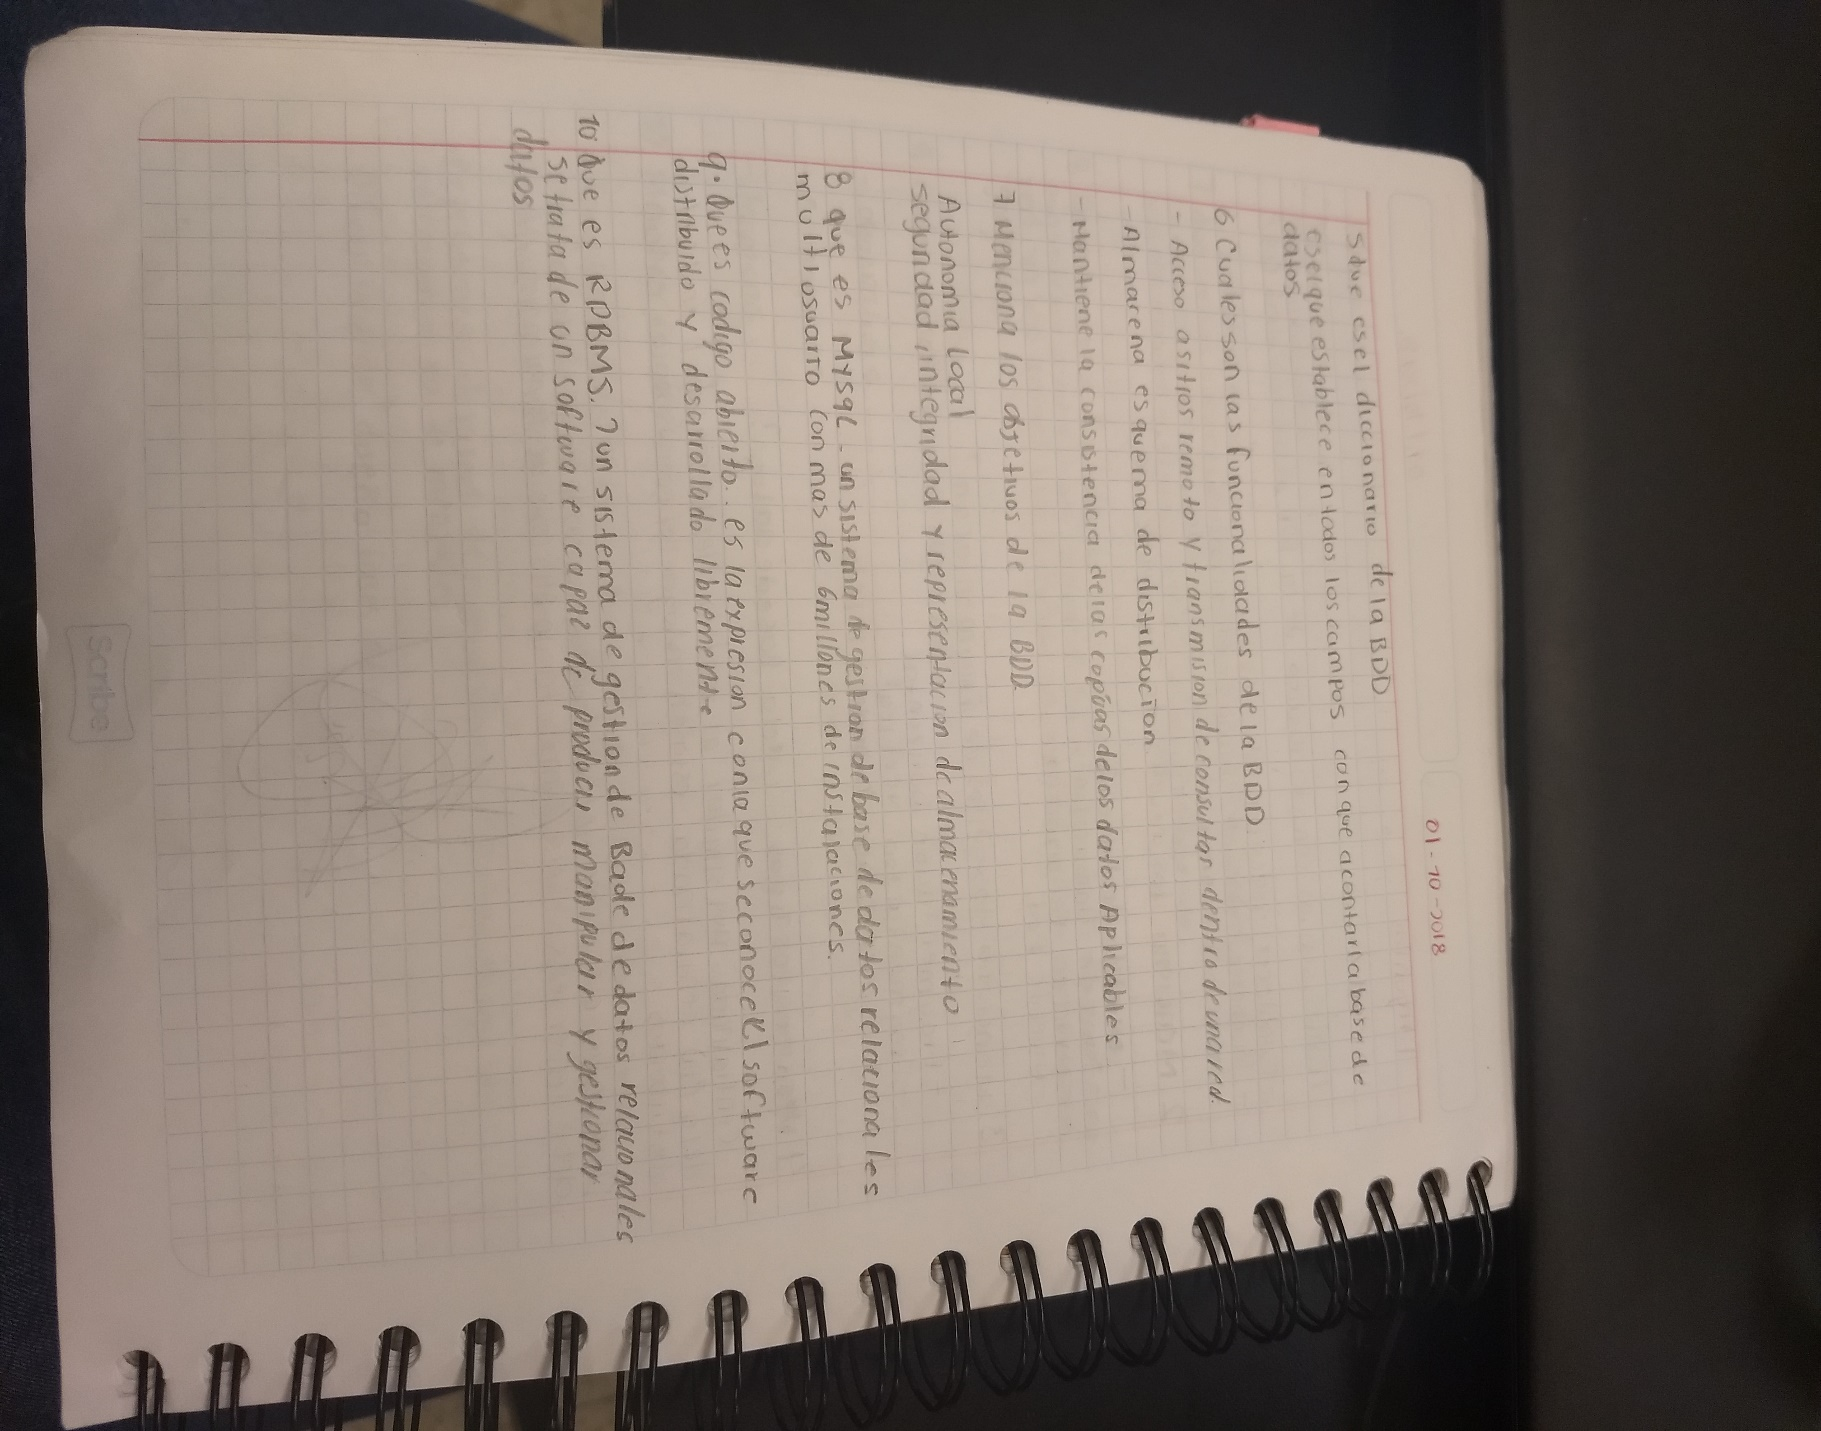 01-10-2018
5 Que es el diccionario de la BDD
es el que establece en todos los campos con que a contar la base de
datos
6 Cuales son las funcionalidades de la BDD
- Acceso a sitios remoto y transmision de consultar dentro de una red.
- Almacena esquema de distribucion
- Mantiene la consistencia de las copias de los datos Aplicables
7 Menciona los objetivos de la BDD
Autonoma local
seguridad, integridad y representacion de almacenamiento
8 que es MYSQL - un sistema de gestion de base de datos relacionales
multiusuario con mas de 6millones de instalaciones.
9. Que es codigo abierto.. es la expresion con la que se conoce el software
distribuido y desarrollado libremente
10 Que es RDBMS.? un sistema de gestion de Bade de datos relacionales
se trata de un software capaz de producir manipular y gestionar
datos
Scribe